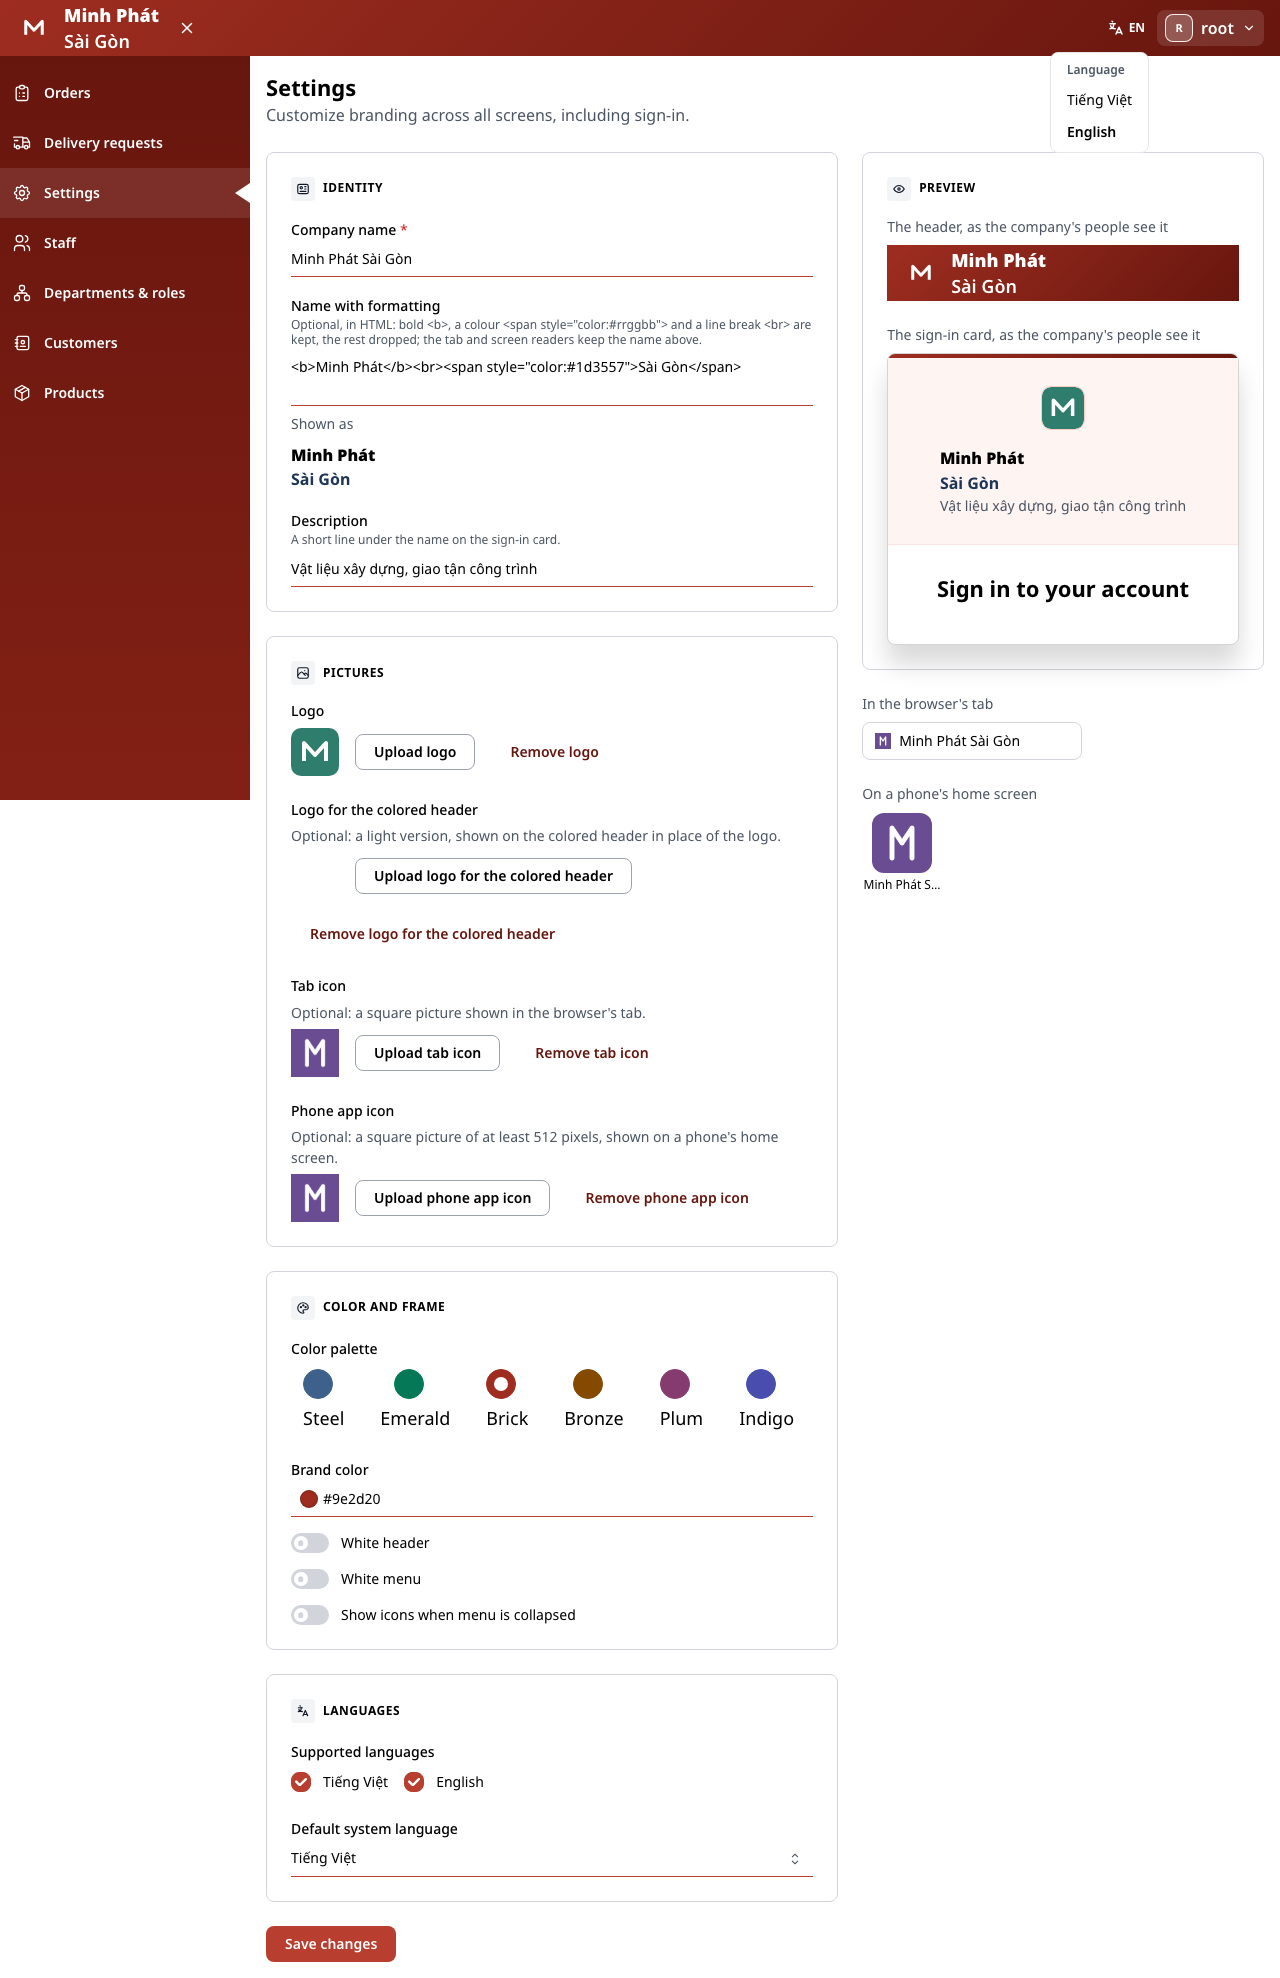 Minh Phát
Sài Gòn
EN
R
root
Language
Tiếng Việt
English
Orders
Delivery requests
Settings
Staff
Departments & roles
Customers
Products
Settings
Customize branding across all screens, including sign-in.
IDENTITY
Company name *
Minh Phát Sài Gòn
Name with formatting
Optional, in HTML: bold <b>, a colour <span style="color:#rrggbb"> and a line break <br> are
kept, the rest dropped; the tab and screen readers keep the name above.
<b>Minh Phát</b><br><span style="color:#1d3557">Sài Gòn</span>
Shown as
Minh Phát
Sài Gòn
Description
A short line under the name on the sign-in card.
Vật liệu xây dựng, giao tận công trình
PICTURES
Logo
Upload logo
Remove logo
Logo for the colored header
Optional: a light version, shown on the colored header in place of the logo.
Upload logo for the colored header
Remove logo for the colored header
Tab icon
Optional: a square picture shown in the browser's tab.
Upload tab icon
Remove tab icon
Phone app icon
Optional: a square picture of at least 512 pixels, shown on a phone's home
screen.
Upload phone app icon
Remove phone app icon
COLOR AND FRAME
Color palette
Steel
Emerald
Brick
Bronze
Plum
Indigo
Brand color
#9e2d20
White header
White menu
Show icons when menu is collapsed
LANGUAGES
Supported languages
Tiếng Việt
English
Default system language
Tiếng Việt
Save changes
PREVIEW
The header, as the company's people see it
Minh Phát
Sài Gòn
The sign-in card, as the company's people see it
Minh Phát
Sài Gòn
Vật liệu xây dựng, giao tận công trình
Sign in to your account
In the browser's tab
Minh Phát Sài Gòn
On a phone's home screen
Minh Phát S...